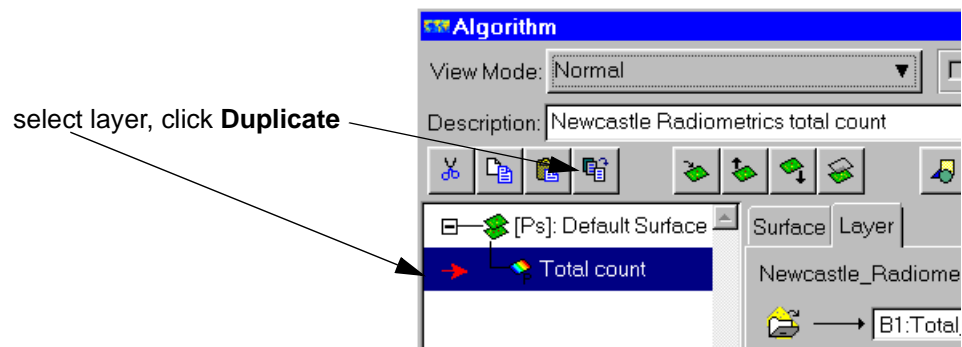 Algorithm
View Mode: Normal
select layer, click Duplicate
Description: Newcastle Radiometrics total count
[Ps]: Default Surface
Surface Layer
Total count
Newcastle_Radiome
B1:Total_